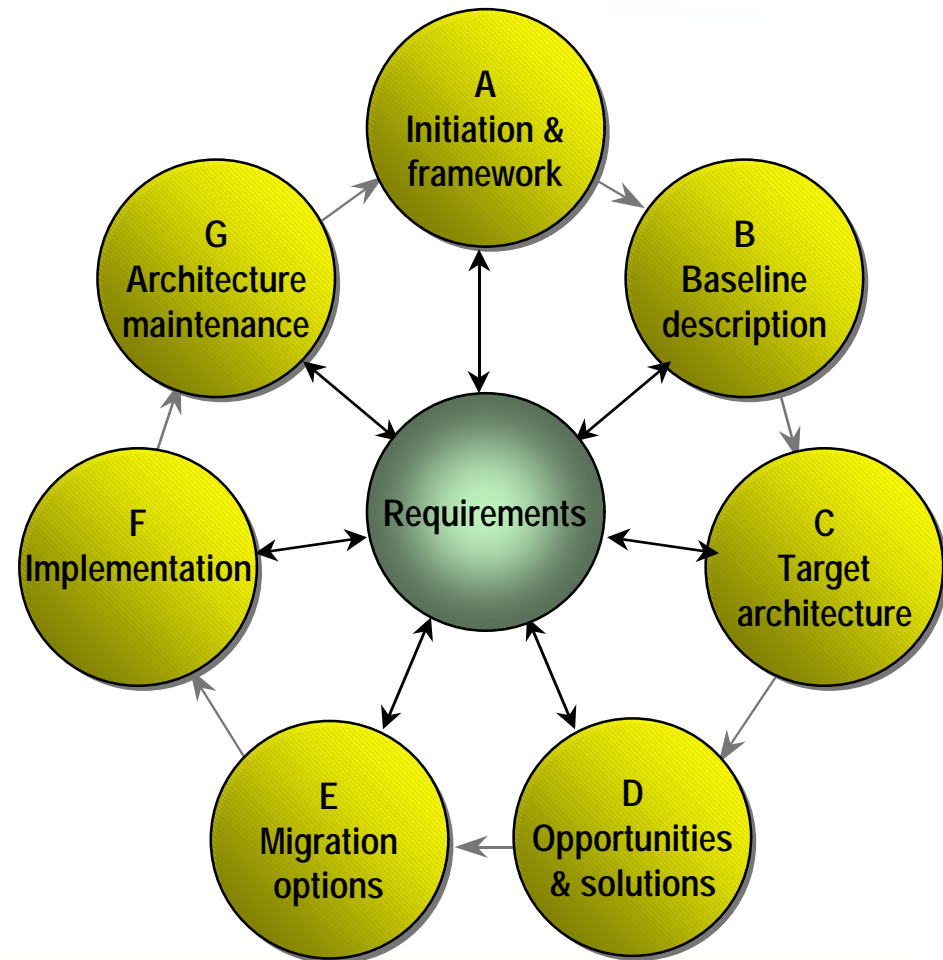 A
Initiation &
framework
B
Baseline
description
C
Target
architecture
D
Opportunities
& solutions
E
Migration
options
F
Implementation
G
Architecture
maintenance
Requirements